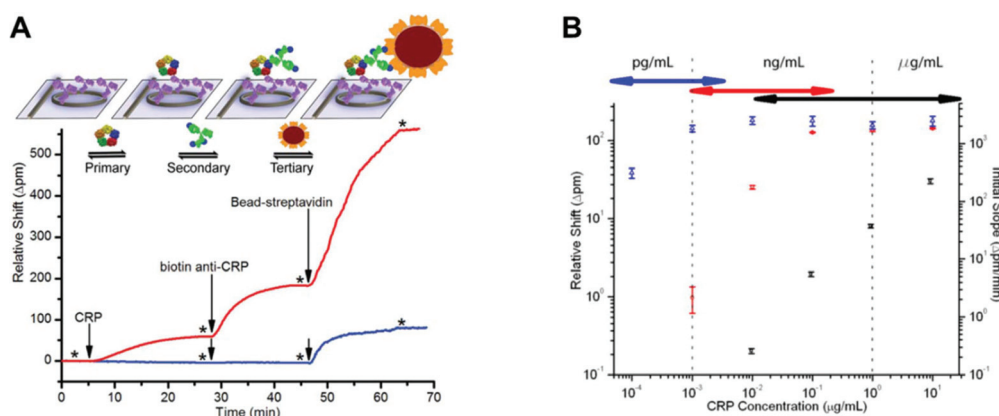 A
Primary
Secondary
Tertiary
Bead-streptavidin
biotin anti-CRP
CRP
Relative Shift (Δpm)
500
400
300
200
100
0
0
10
20
30
40
50
60
70
Time (min)
B
pg/mL
ng/mL
μg/mL
Relative Shift (Δpm)
10²
10¹
10⁰
10⁻¹
Initial Slope (Δpm/min)
10³
10²
10¹
10⁰
10⁻¹
10⁻⁴
10⁻³
10⁻²
10⁻¹
10⁰
10¹
CRP Concentration (μg/mL)